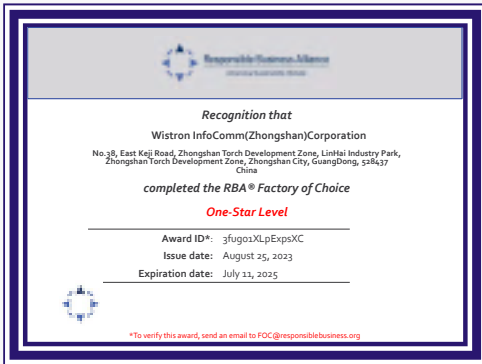 Responsible Business Alliance
Recognition that
Wistron InfoComm(Zhongshan)Corporation
No.38, East Keji Road, Zhongshan Torch Development Zone, LinHai Industry Park,
Zhongshan Torch Development Zone, Zhongshan City, GuangDong, 528437
China
completed the RBA® Factory of Choice
One-Star Level
Award ID*: 3fug01XLpExpsXC
Issue date: August 25, 2023
Expiration date: July 11, 2025
*To verify this award, send an email to FOC@responsiblebusiness.org